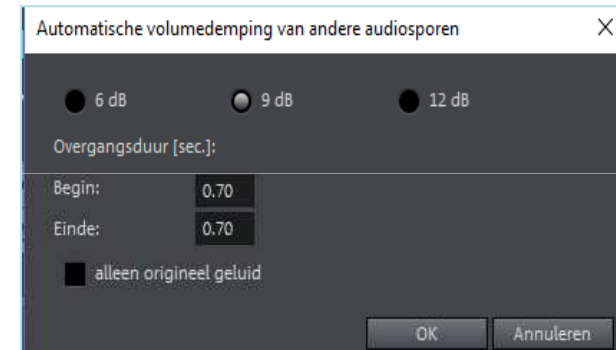 Automatische volumedemping van andere audiosporen
6 dB 9 dB 12 dB
Overgangsduur [sec.]:
Begin: 0.70
Einde: 0.70
alleen origineel geluid
OK Annuleren